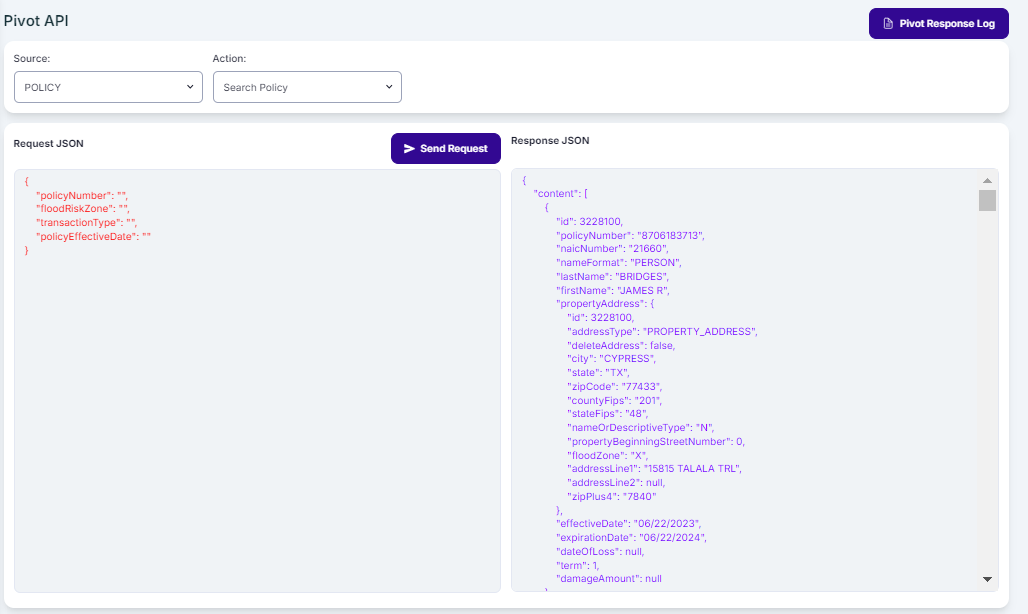 Pivot API
Pivot Response Log
Source:
Action:
POLICY
Search Policy
Request JSON
Send Request
{
"policyNumber": "",
"floodRiskZone": "",
"transactionType": "",
"policyEffectiveDate": ""
}
Response JSON
{
"content": [
{
"id": 3228100,
"policyNumber": "8706183713",
"naicNumber": "21660",
"nameFormat": "PERSON",
"lastName": "BRIDGES",
"firstName": "JAMES R",
"propertyAddress": {
"id": 3228100,
"addressType": "PROPERTY_ADDRESS",
"deleteAddress": false,
"city": "CYPRESS",
"state": "TX",
"zipCode": "77433",
"countyFips": "201",
"stateFips": "48",
"nameOrDescriptiveType": "N",
"propertyBeginningStreetNumber": 0,
"floodZone": "X",
"addressLine1": "15815 TALALA TRL",
"addressLine2": null,
"zipPlus4": "7840"
},
"effectiveDate": "06/22/2023",
"expirationDate": "06/22/2024",
"dateOfLoss": null,
"term": 1,
"damageAmount": null